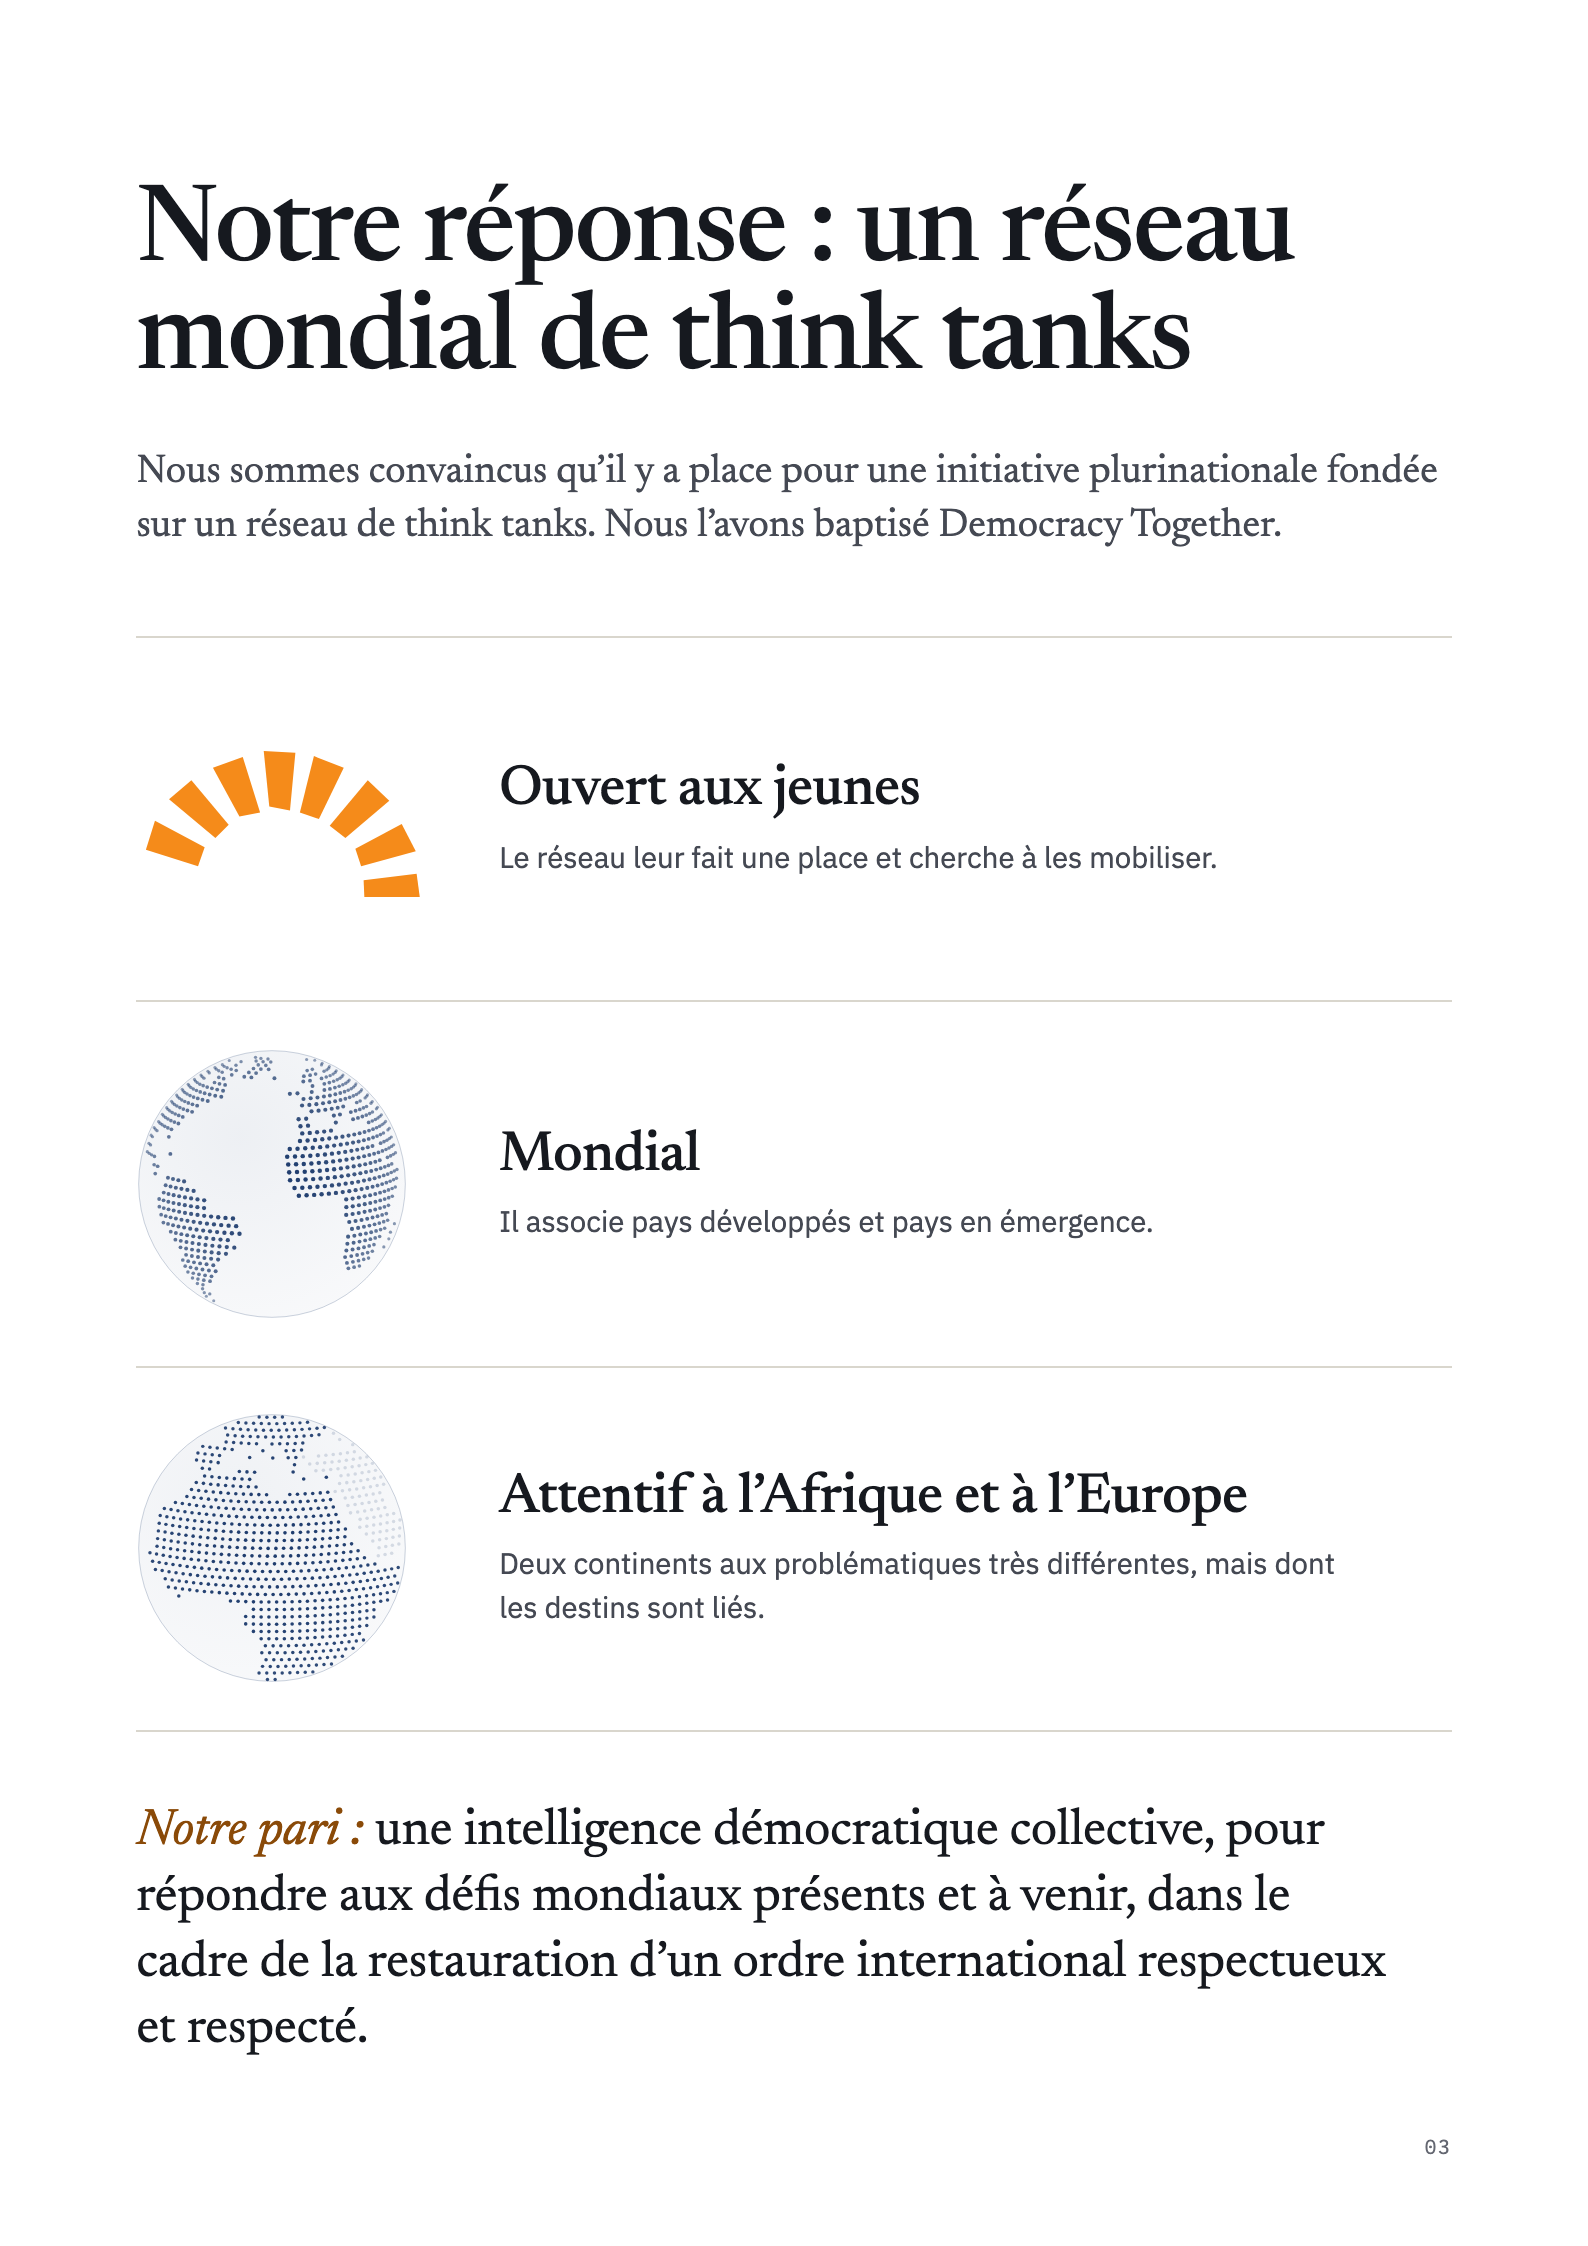 Notre réponse : un réseau
mondial de think tanks
Nous sommes convaincus qu’il y a place pour une initiative plurinationale fondée
sur un réseau de think tanks. Nous l’avons baptisé Democracy Together.
Ouvert aux jeunes
Le réseau leur fait une place et cherche à les mobiliser.
Mondial
Il associe pays développés et pays en émergence.
Attentif à l’Afrique et à l’Europe
Deux continents aux problématiques très différentes, mais dont
les destins sont liés.
Notre pari : une intelligence démocratique collective, pour
répondre aux défis mondiaux présents et à venir, dans le
cadre de la restauration d’un ordre international respectueux
et respecté.
03